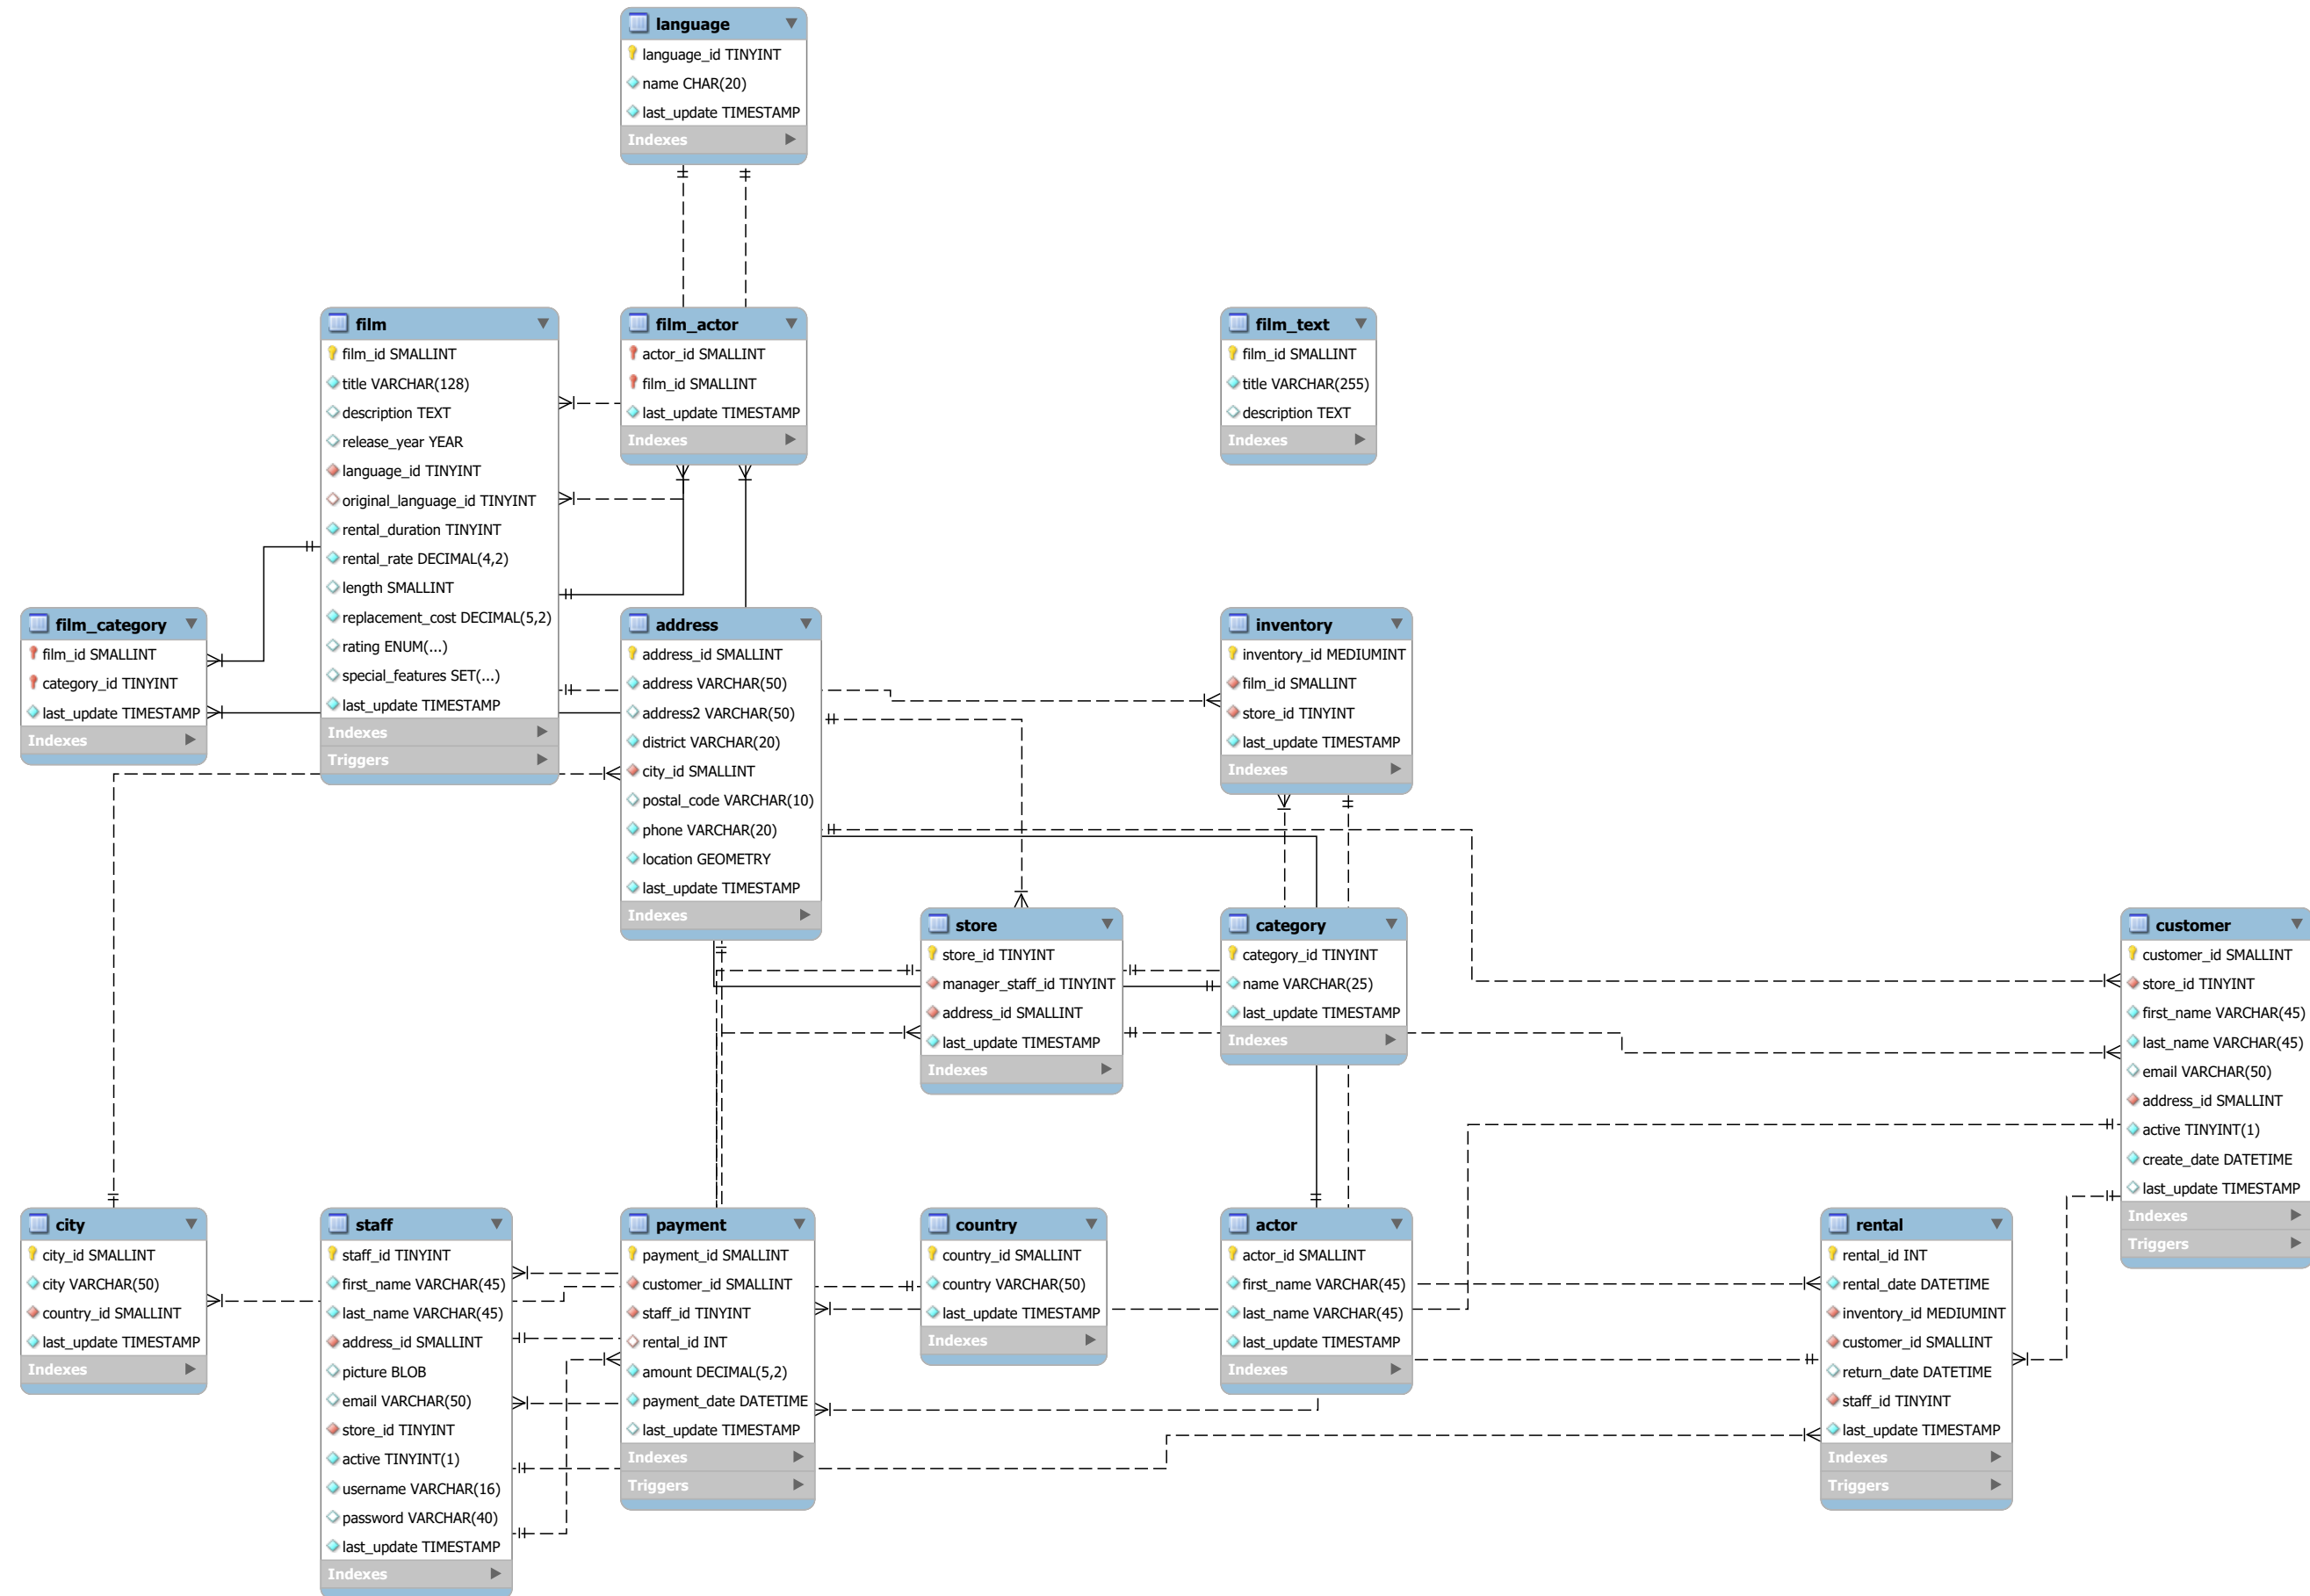 language
language_id TINYINT
name CHAR(20)
last_update TIMESTAMP
Indexes
film
film_id SMALLINT
title VARCHAR(128)
description TEXT
release_year YEAR
language_id TINYINT
original_language_id TINYINT
rental_duration TINYINT
rental_rate DECIMAL(4,2)
length SMALLINT
replacement_cost DECIMAL(5,2)
rating ENUM(...)
special_features SET(...)
last_update TIMESTAMP
Indexes
Triggers
film_actor
actor_id SMALLINT
film_id SMALLINT
last_update TIMESTAMP
Indexes
film_text
film_id SMALLINT
title VARCHAR(255)
description TEXT
Indexes
film_category
film_id SMALLINT
category_id TINYINT
last_update TIMESTAMP
Indexes
address
address_id SMALLINT
address VARCHAR(50)
address2 VARCHAR(50)
district VARCHAR(20)
city_id SMALLINT
postal_code VARCHAR(10)
phone VARCHAR(20)
location GEOMETRY
last_update TIMESTAMP
Indexes
inventory
inventory_id MEDIUMINT
film_id SMALLINT
store_id TINYINT
last_update TIMESTAMP
Indexes
store
store_id TINYINT
manager_staff_id TINYINT
address_id SMALLINT
last_update TIMESTAMP
Indexes
category
category_id TINYINT
name VARCHAR(25)
last_update TIMESTAMP
Indexes
customer
customer_id SMALLINT
store_id TINYINT
first_name VARCHAR(45)
last_name VARCHAR(45)
email VARCHAR(50)
address_id SMALLINT
active TINYINT(1)
create_date DATETIME
last_update TIMESTAMP
Indexes
Triggers
city
city_id SMALLINT
city VARCHAR(50)
country_id SMALLINT
last_update TIMESTAMP
Indexes
staff
staff_id TINYINT
first_name VARCHAR(45)
last_name VARCHAR(45)
address_id SMALLINT
picture BLOB
email VARCHAR(50)
store_id TINYINT
active TINYINT(1)
username VARCHAR(16)
password VARCHAR(40)
last_update TIMESTAMP
Indexes
payment
payment_id SMALLINT
customer_id SMALLINT
staff_id TINYINT
rental_id INT
amount DECIMAL(5,2)
payment_date DATETIME
last_update TIMESTAMP
Indexes
Triggers
country
country_id SMALLINT
country VARCHAR(50)
last_update TIMESTAMP
Indexes
actor
actor_id SMALLINT
first_name VARCHAR(45)
last_name VARCHAR(45)
last_update TIMESTAMP
Indexes
rental
rental_id INT
rental_date DATETIME
inventory_id MEDIUMINT
customer_id SMALLINT
return_date DATETIME
staff_id TINYINT
last_update TIMESTAMP
Indexes
Triggers